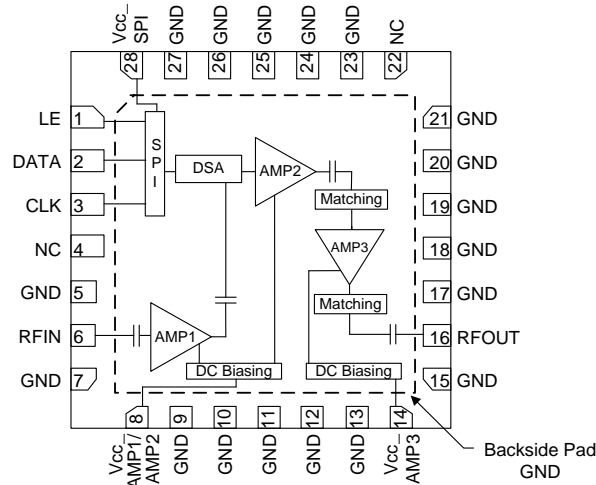 Vcc_
SPI
GND
GND
GND
GND
GND
NC
28
27
26
25
24
23
22
LE
1
DATA
2
CLK
3
NC
4
GND
5
RFIN
6
GND
7
SPI
DSA
AMP2
Matching
AMP3
Matching
AMP1
DC Biasing
DC Biasing
21
GND
20
GND
19
GND
18
GND
17
GND
16
RFOUT
15
GND
8
9
10
11
12
13
14
Vcc_
AMP1/
AMP2
GND
GND
GND
GND
GND
Vcc_
AMP3
Backside Pad
GND